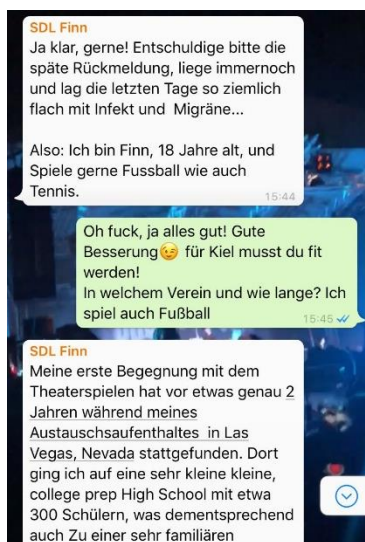 SDL Finn
Ja klar, gerne! Entschuldige bitte die
späte Rückmeldung, liege immernoch
und lag die letzten Tage so ziemlich
flach mit Infekt und Migräne...
Also: Ich bin Finn, 18 Jahre alt, und
Spiele gerne Fussball wie auch
Tennis.
15:44
Oh fuck, ja alles gut! Gute
Besserung😉 für Kiel musst du fit
werden!
In welchem Verein und wie lange? Ich
spiel auch Fußball
15:45
SDL Finn
Meine erste Begegnung mit dem
Theaterspielen hat vor etwas genau 2
Jahren während meines
Austauschsaufenthaltes in Las
Vegas, Nevada stattgefunden. Dort
ging ich auf eine sehr kleine kleine,
college prep High School mit etwa
300 Schülern, was dementsprechend
auch Zu einer sehr familiären